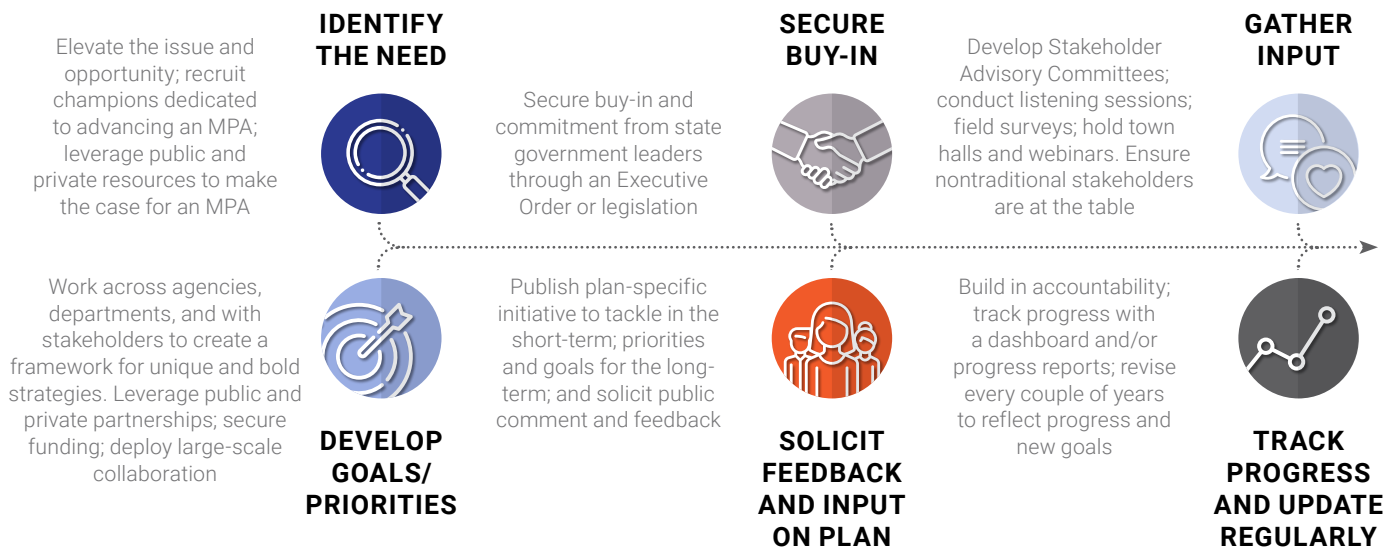 IDENTIFY
THE NEED
Elevate the issue and
opportunity; recruit
champions dedicated
to advancing an MPA;
leverage public and
private resources to make
the case for an MPA
SECURE
BUY-IN
Secure buy-in and
commitment from state
government leaders
through an Executive
Order or legislation
GATHER
INPUT
Develop Stakeholder
Advisory Committees;
conduct listening sessions;
field surveys; hold town
halls and webinars. Ensure
nontraditional stakeholders
are at the table
Work across agencies,
departments, and with
stakeholders to create a
framework for unique and bold
strategies. Leverage public and
private partnerships; secure
funding; deploy large-scale
collaboration
DEVELOP
GOALS/
PRIORITIES
Publish plan-specific
initiative to tackle in the
short-term; priorities
and goals for the long-
term; and solicit public
comment and feedback
SOLICIT
FEEDBACK
AND INPUT
ON PLAN
Build in accountability;
track progress with
a dashboard and/or
progress reports; revise
every couple of years
to reflect progress and
new goals
TRACK
PROGRESS
AND UPDATE
REGULARLY